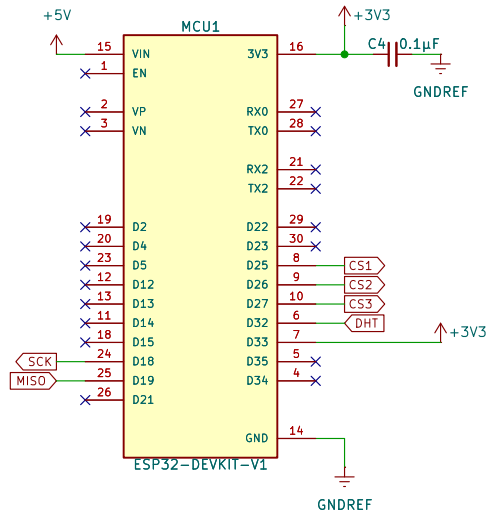 +5V
+3V3
MCU1
15 VIN 3V3 16
C4 0.1μF
1 EN
GNDREF
2 VP RX0 27
3 VN TX0 28
RX2 21
TX2 22
19 D2 D22 29
20 D4 D23 30
23 D5 D25 8 CS1
12 D12 D26 9 CS2
13 D13 D27 10 CS3
11 D14 D32 6 DHT
18 D15 D33 7 +3V3
SCK 24 D18 D35 5
MISO 25 D19 D34 4
26 D21
GND 14
ESP32-DEVKIT-V1
GNDREF